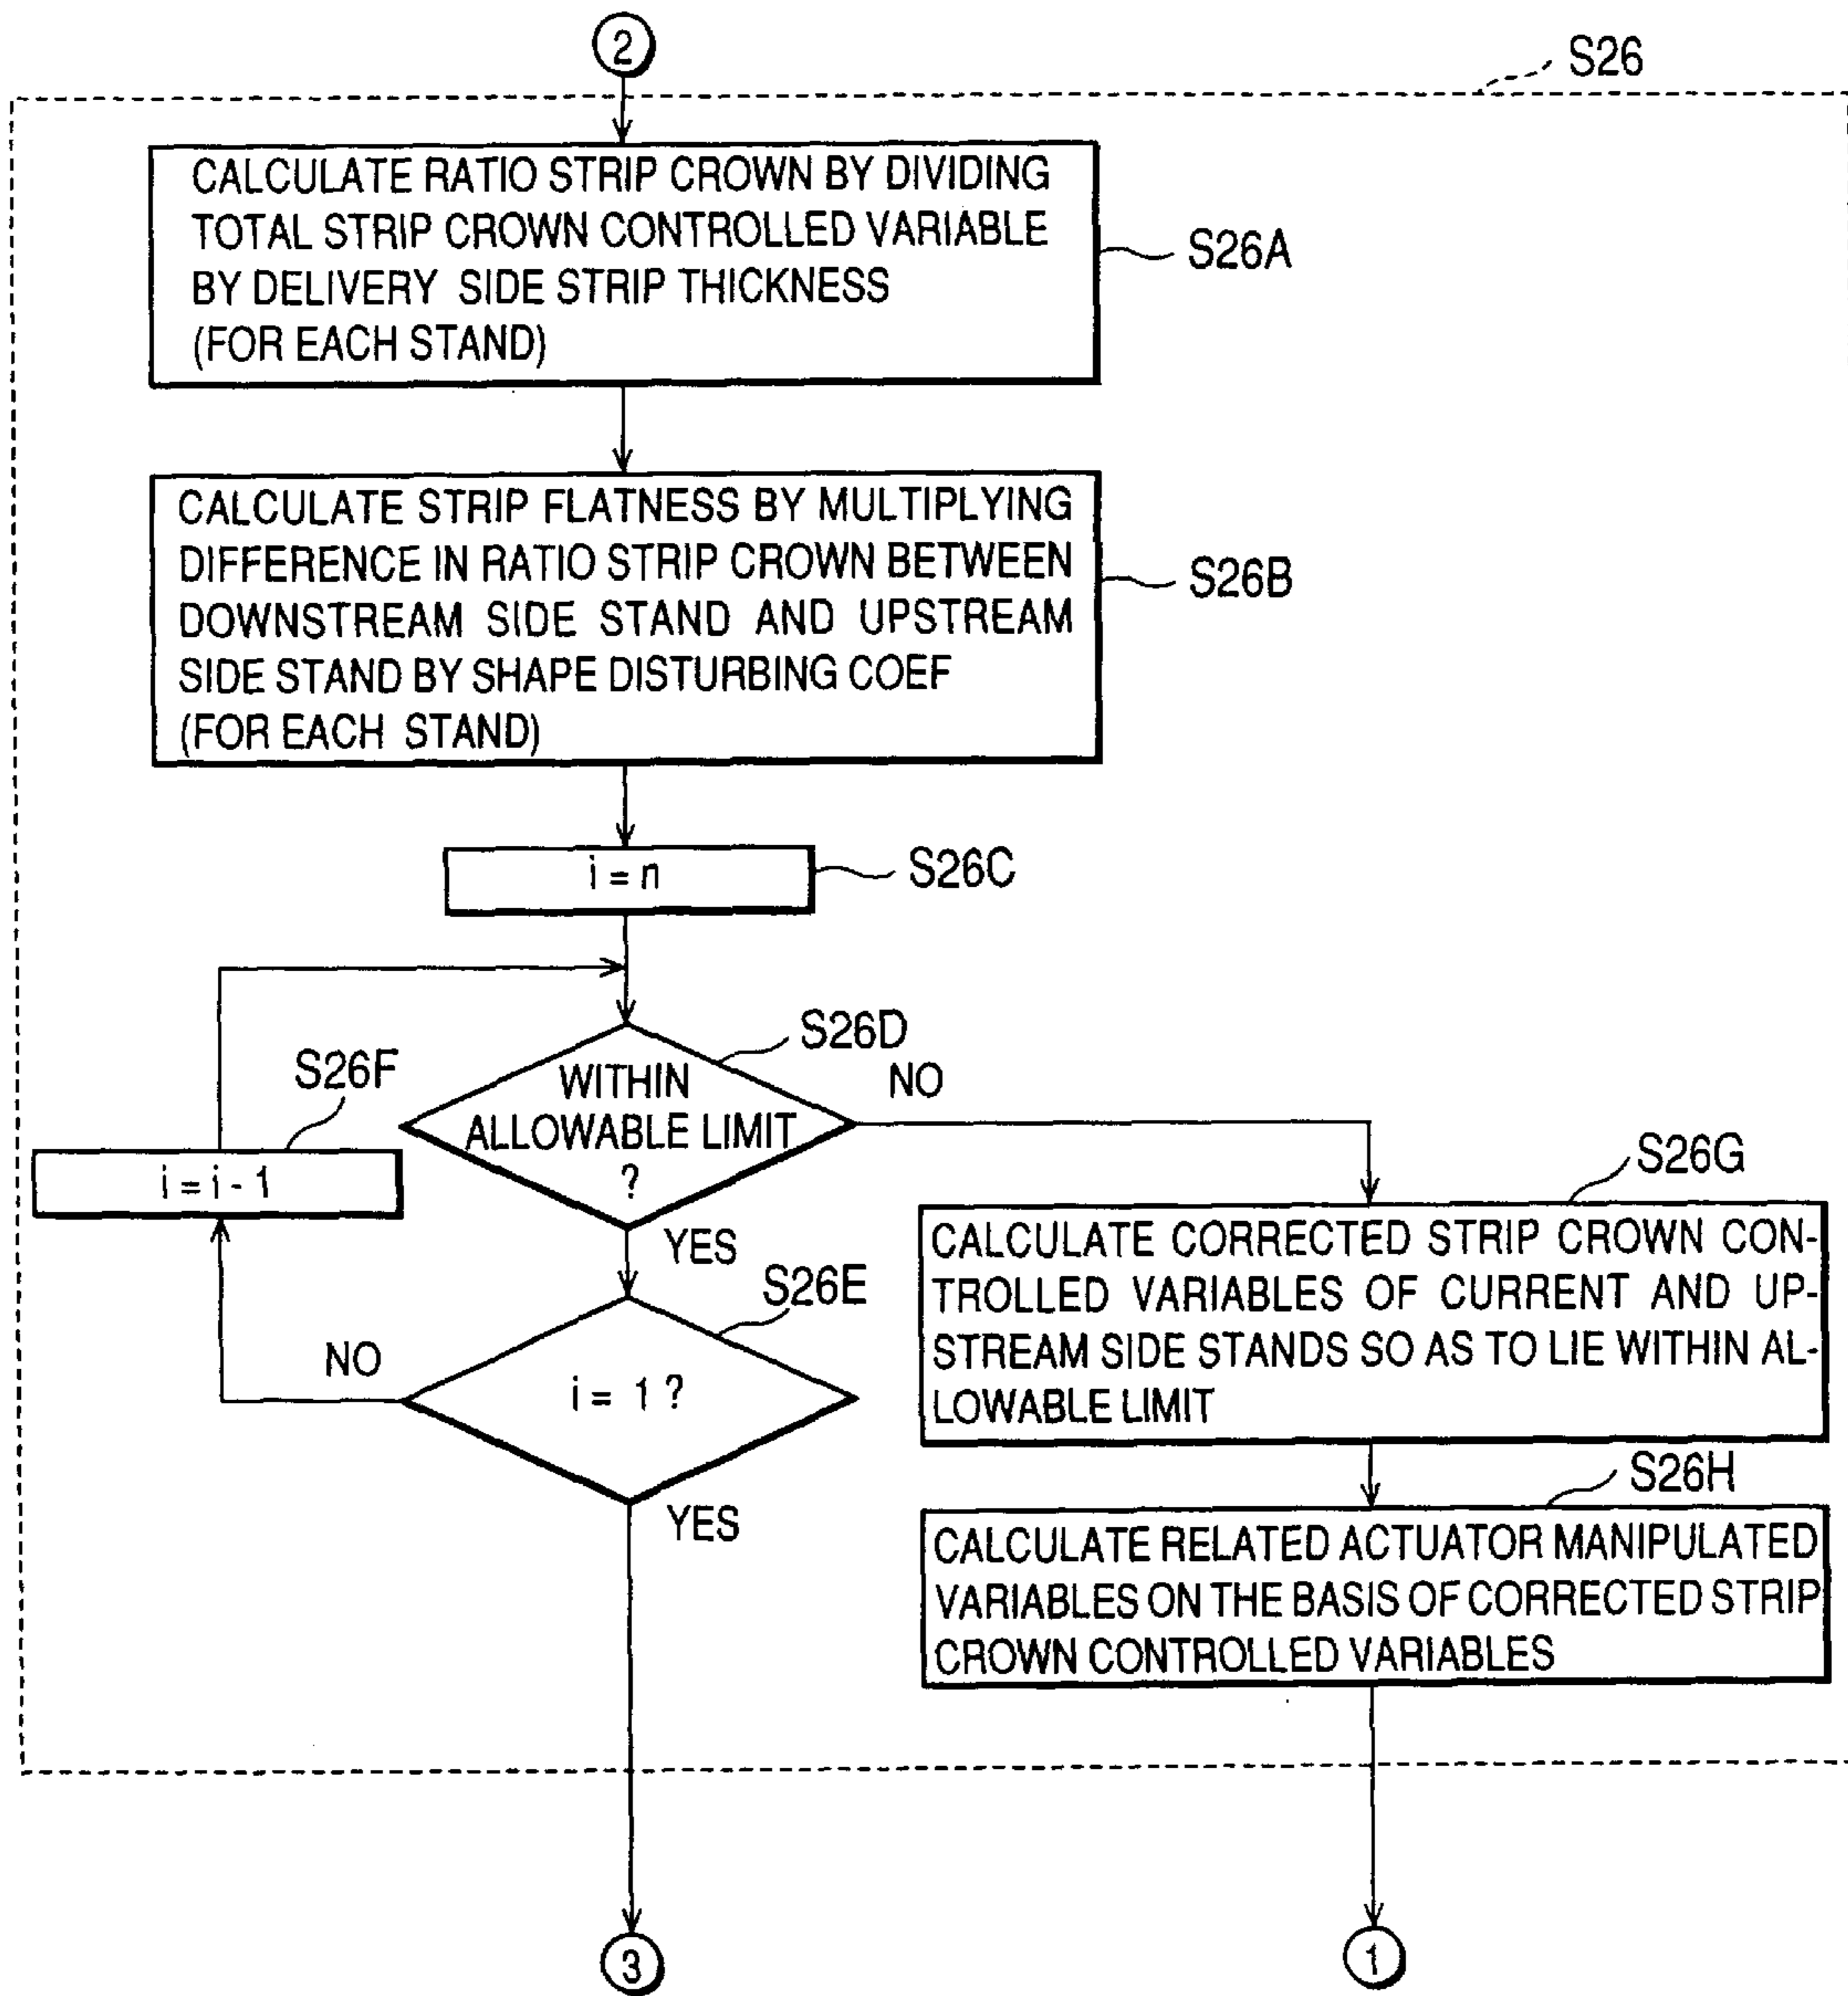 2
S26
CALCULATE RATIO STRIP CROWN BY DIVIDING
TOTAL STRIP CROWN CONTROLLED VARIABLE
BY DELIVERY SIDE STRIP THICKNESS
(FOR EACH STAND)
S26A
CALCULATE STRIP FLATNESS BY MULTIPLYING
DIFFERENCE IN RATIO STRIP CROWN BETWEEN
DOWNSTREAM SIDE STAND AND UPSTREAM
SIDE STAND BY SHAPE DISTURBING COEF
(FOR EACH STAND)
S26B
i = n
S26C
S26D
WITHIN
ALLOWABLE LIMIT
?
NO
YES
S26F
i = i - 1
S26E
i = 1 ?
NO
YES
S26G
CALCULATE CORRECTED STRIP CROWN CON-
TROLLED VARIABLES OF CURRENT AND UP-
STREAM SIDE STANDS SO AS TO LIE WITHIN AL-
LOWABLE LIMIT
S26H
CALCULATE RELATED ACTUATOR MANIPULATED
VARIABLES ON THE BASIS OF CORRECTED STRIP
CROWN CONTROLLED VARIABLES
3
1